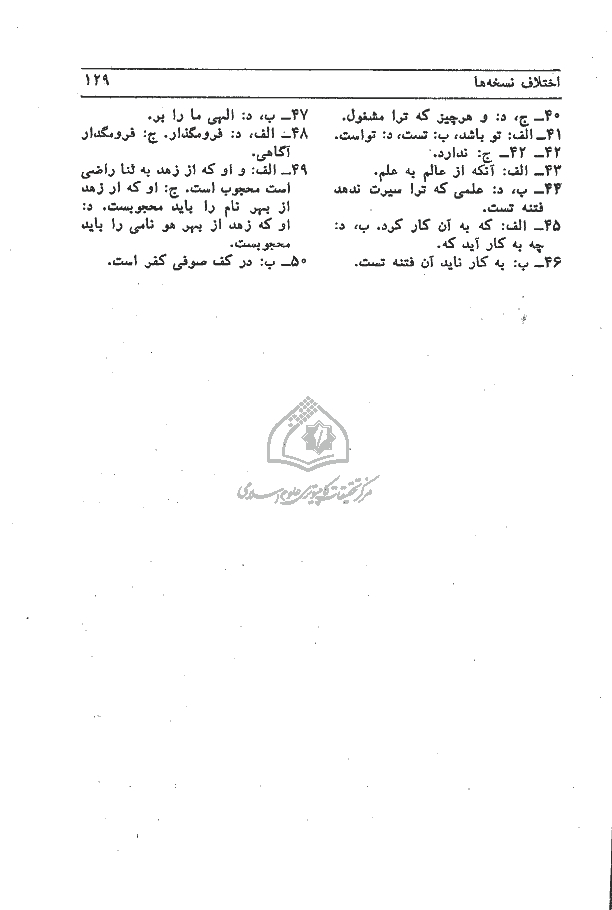 اختلاف نسخه‌ها
۱۲۹
۴۰ـ ج، د: و هرچیز که ترا مشغول.
۴۱ـ الف: تو باشد، ب: تست، د: تواست.
۴۲ـ ۴۲ـ ج: ندارد.
۴۳ـ الف: آنکه از عالم به علم.
۴۴ـ ب، د: علمی که ترا سیرت ندهد
فتنه تست.
۴۵ـ الف: که به آن کار کرد. ب، د:
چه به کار آید که.
۴۶ـ ب: به کار ناید آن فتنه تست.
۴۷ـ ب، د: الهی ما را بر.
۴۸ـ الف، د: فرومگذار. ج: فرومگدار
آگاهی.
۴۹ـ الف: و او که از زهد به ثنا راضی
است محجوب است. ج: او که از زهد
از بهر نام را باید محجوبست. د:
او که زهد از بهر هو نامی را باید
محجوبست.
۵۰ـ ب: در کف صوفی کفر است.
مرکز تحقیقات کامپیوتری علوم اسلامی